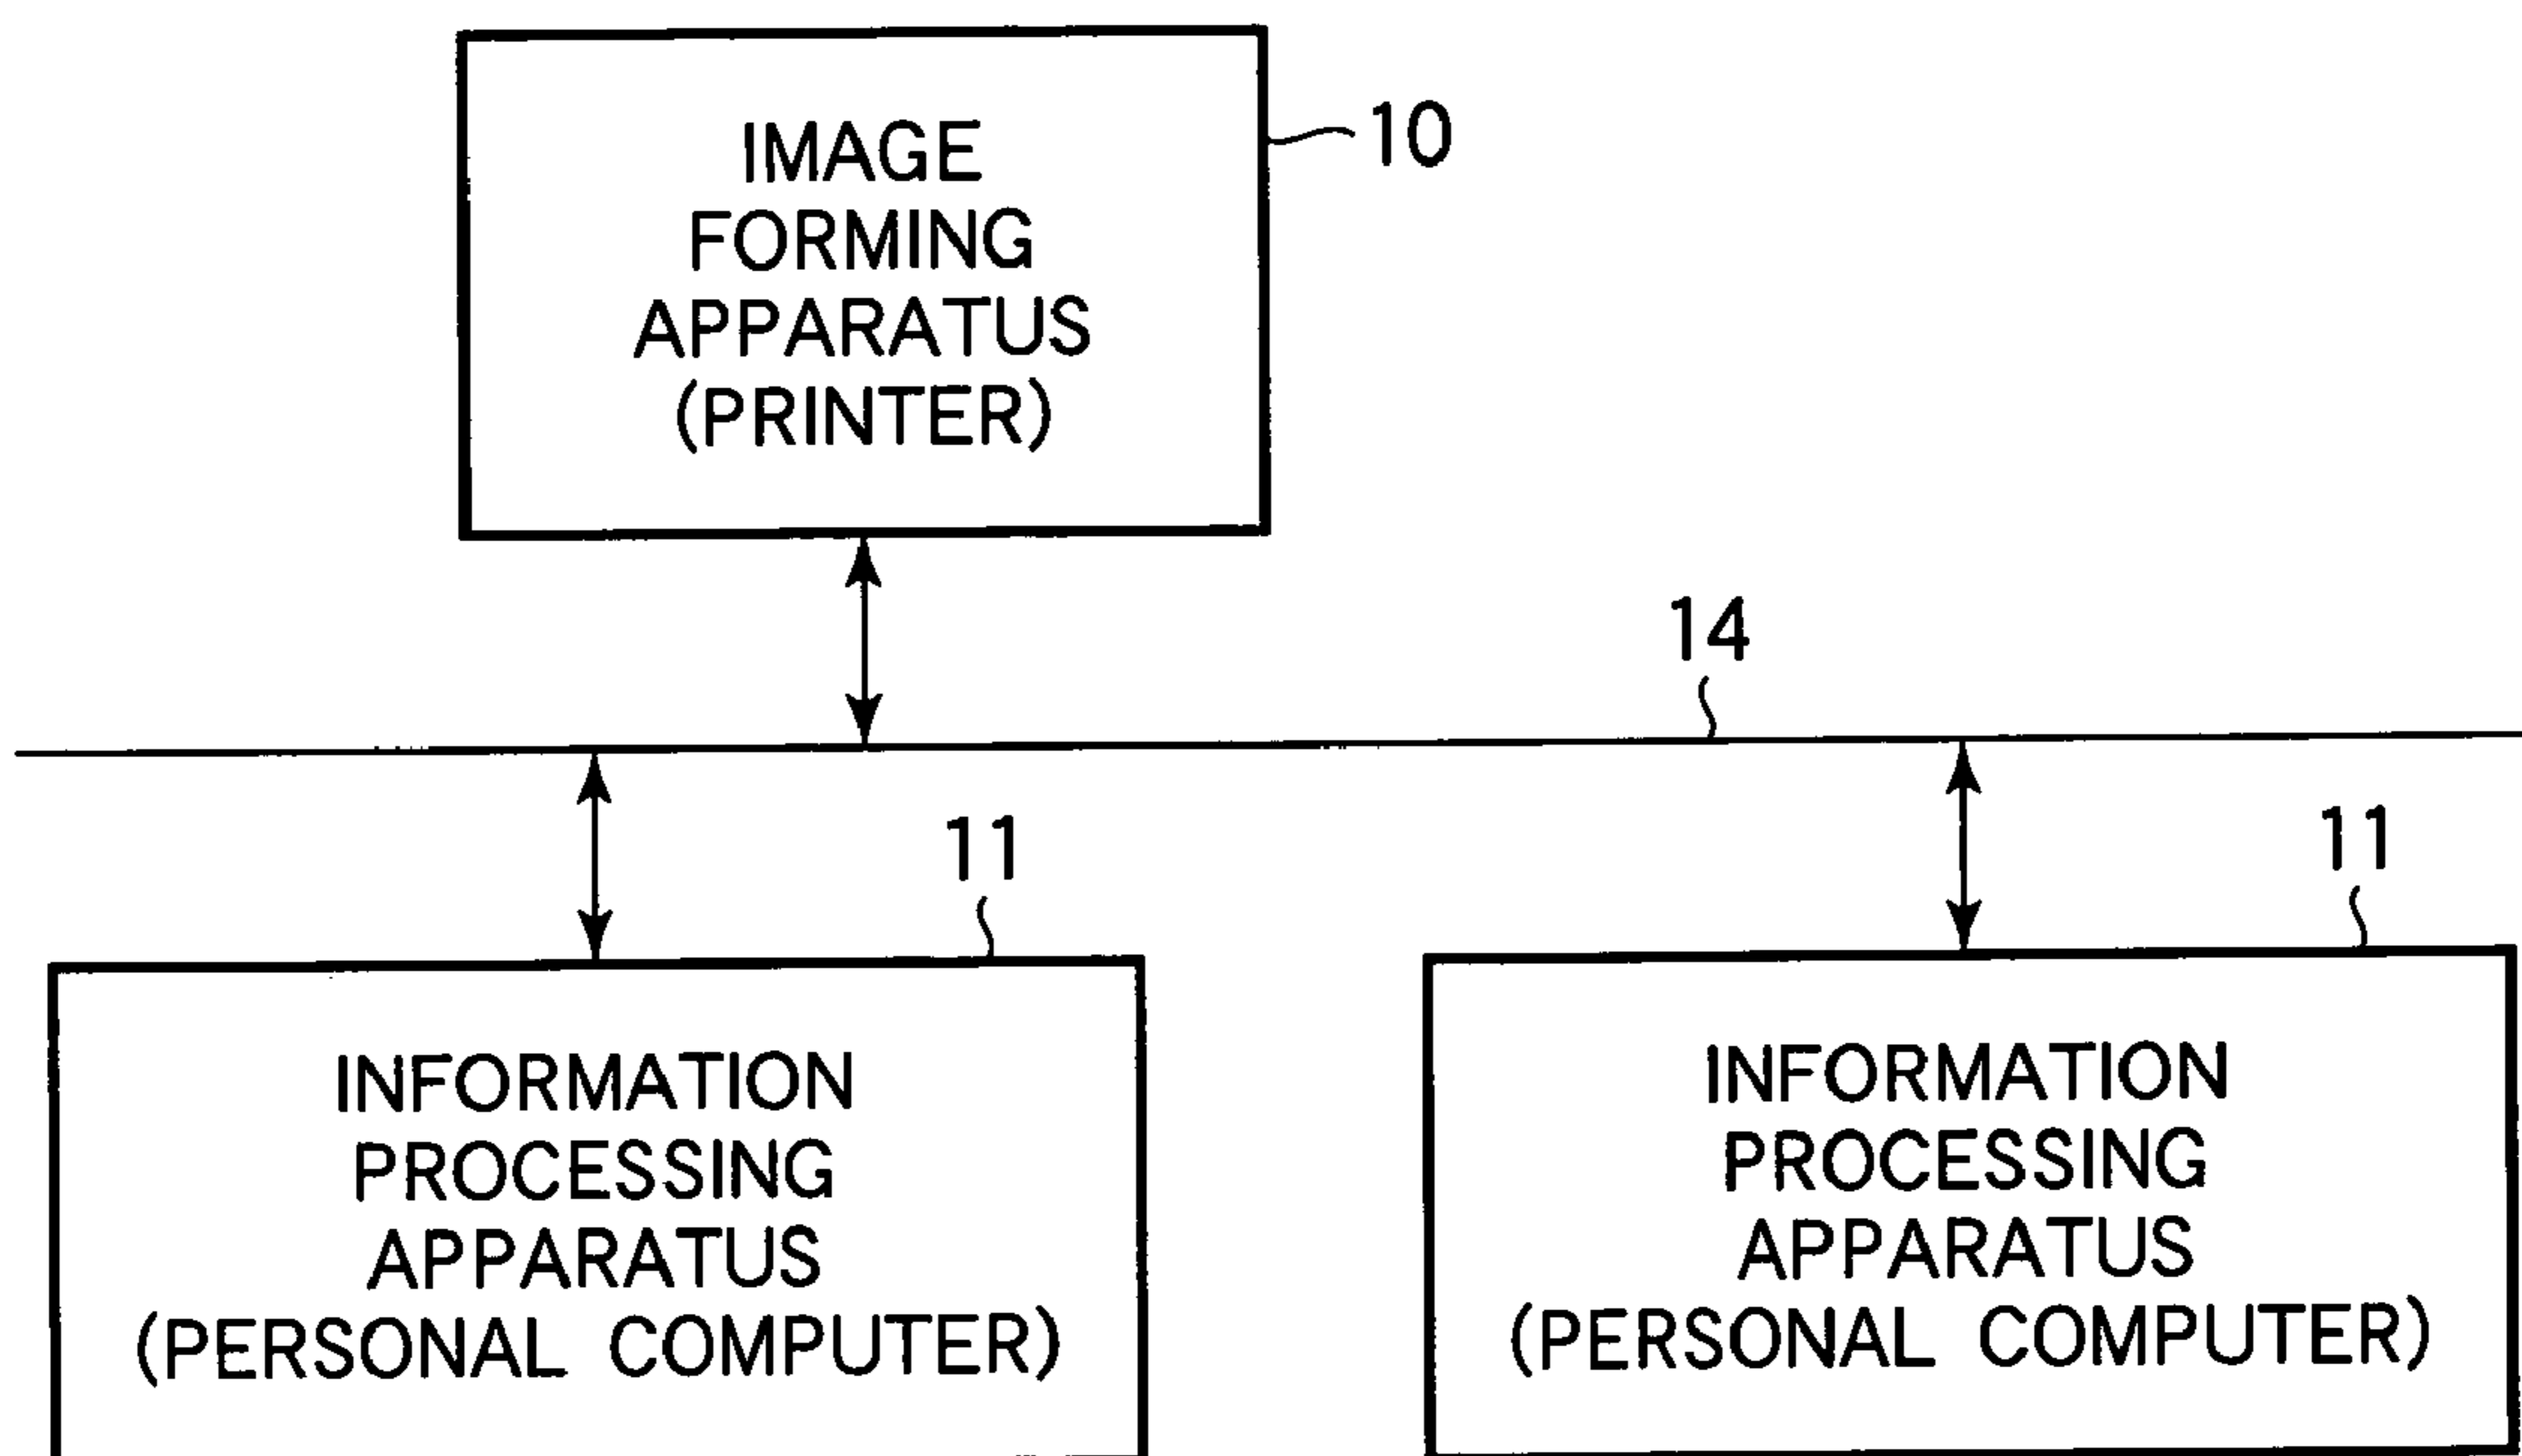 IMAGE
FORMING
APPARATUS
(PRINTER)
10
14
11
INFORMATION
PROCESSING
APPARATUS
(PERSONAL COMPUTER)
11
INFORMATION
PROCESSING
APPARATUS
(PERSONAL COMPUTER)